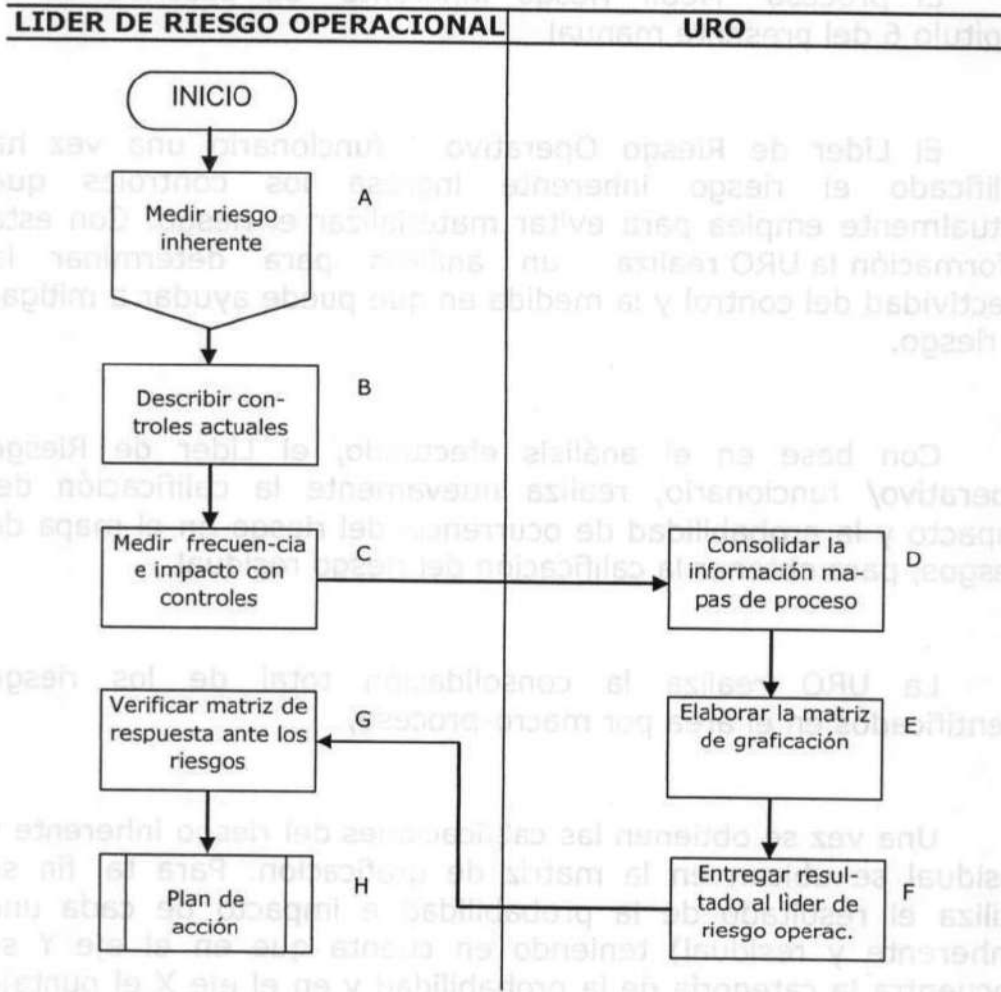 LIDER DE RIESGO OPERACIONAL
URO
INICIO
Medir riesgo
inherente
A
Describir con-
troles actuales
B
Medir frecuen-cia
e impacto con
controles
C
Consolidar la
información ma-
pas de proceso
D
Elaborar la matriz
de graficación
E
Entregar resul-
tado al lider de
riesgo operac.
F
Verificar matriz de
respuesta ante los
riesgos
G
Plan de
acción
H